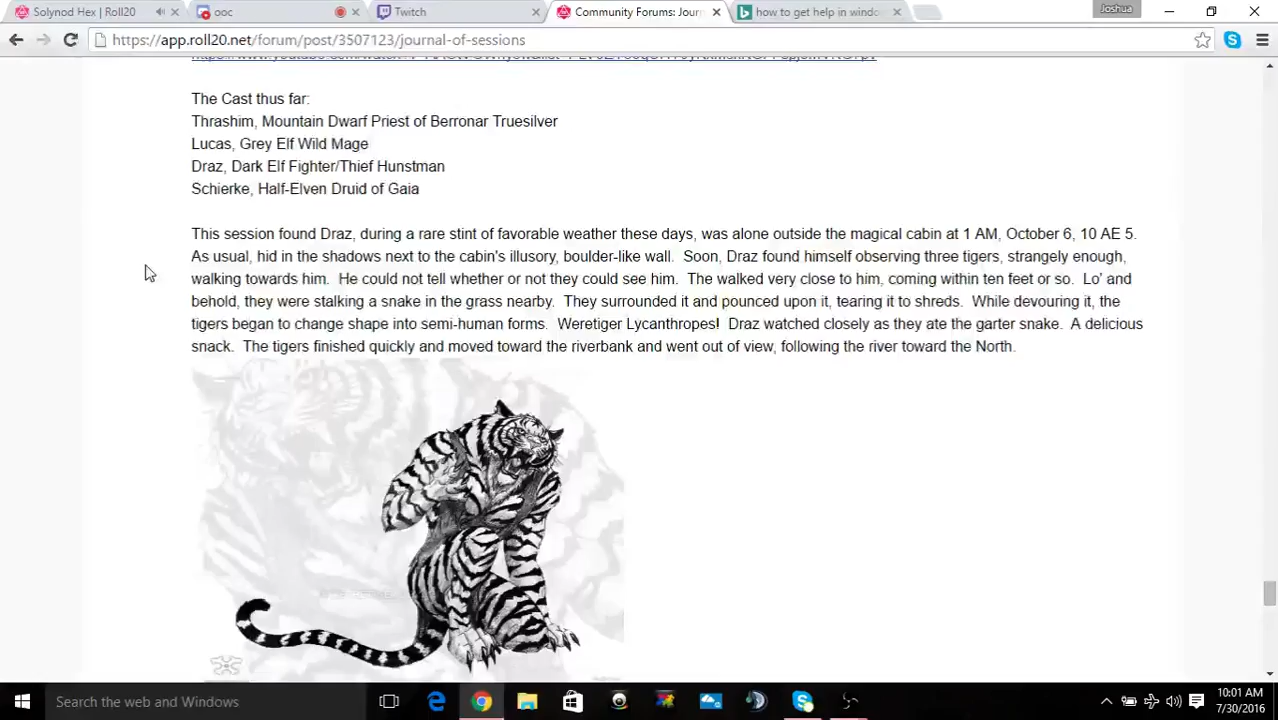 Solynod Hex | Roll20
ooc
Twitch
Community Forums: Jour
how to get help in windo
Joshua
https://app.roll20.net/forum/post/3507123/journal-of-sessions
The Cast thus far:
Thrashim, Mountain Dwarf Priest of Berronar Truesilver
Lucas, Grey Elf Wild Mage
Draz, Dark Elf Fighter/Thief Hunstman
Schierke, Half-Elven Druid of Gaia
This session found Draz, during a rare stint of favorable weather these days, was alone outside the magical cabin at 1 AM, October 6, 10 AE 5.
As usual, hid in the shadows next to the cabin's illusory, boulder-like wall.  Soon, Draz found himself observing three tigers, strangely enough,
walking towards him.  He could not tell whether or not they could see him.  The walked very close to him, coming within ten feet or so.  Lo' and
behold, they were stalking a snake in the grass nearby.  They surrounded it and pounced upon it, tearing it to shreds.  While devouring it, the
tigers began to change shape into semi-human forms.  Weretiger Lycanthropes!  Draz watched closely as they ate the garter snake.  A delicious
snack.  The tigers finished quickly and moved toward the riverbank and went out of view, following the river toward the North.
Search the web and Windows
10:01 AM
7/30/2016